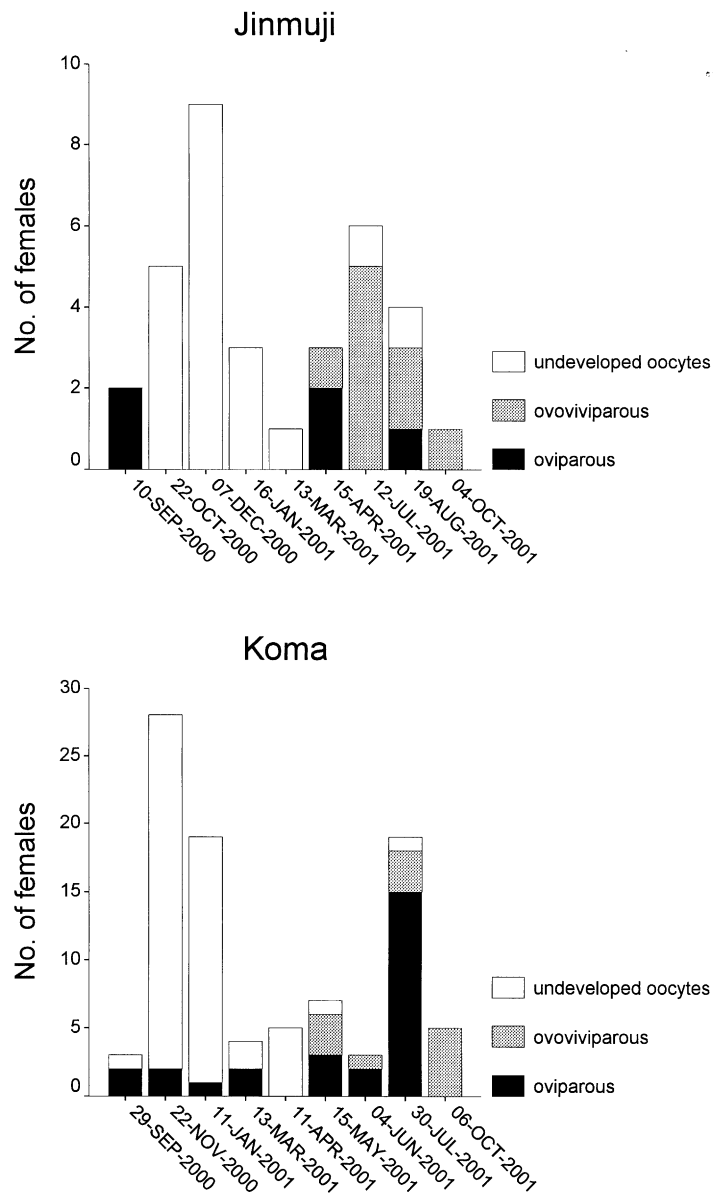 Jinmuji
10
8
6
4
2
0
No. of females
undeveloped oocytes
ovoviviparous
oviparous
10-SEP-2000
22-OCT-2000
07-DEC-2000
16-JAN-2001
13-MAR-2001
15-APR-2001
12-JUL-2001
19-AUG-2001
04-OCT-2001
Koma
30
25
20
15
10
5
0
No. of females
undeveloped oocytes
ovoviviparous
oviparous
29-SEP-2000
22-NOV-2000
11-JAN-2001
13-MAR-2001
11-APR-2001
15-MAY-2001
04-JUN-2001
30-JUL-2001
06-OCT-2001